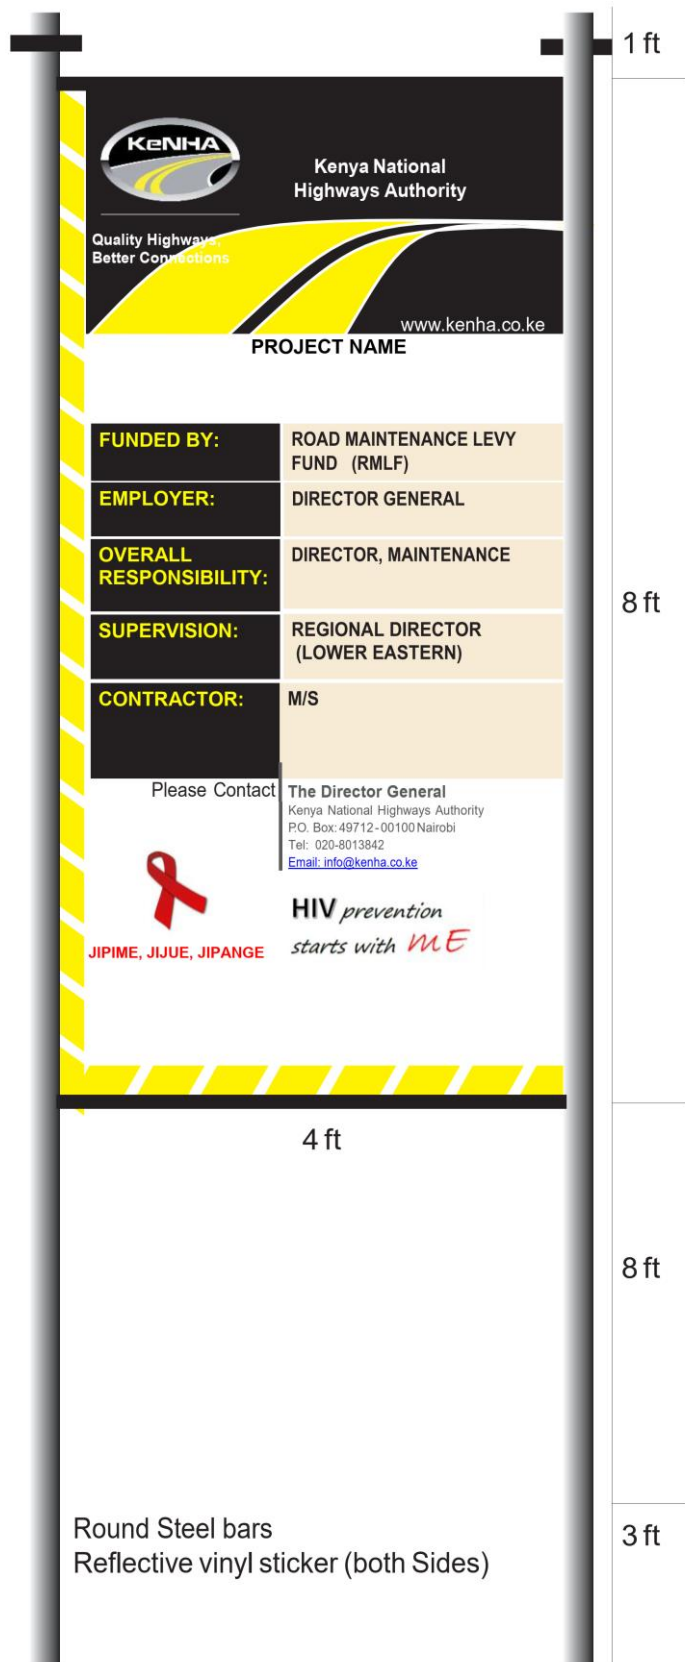 1 ft
KeNHA
Kenya National
Highways Authority
Quality Highways,
Better Connections
www.kenha.co.ke
PROJECT NAME
FUNDED BY:
ROAD MAINTENANCE LEVY
FUND (RMLF)
EMPLOYER:
DIRECTOR GENERAL
OVERALL
RESPONSIBILITY:
DIRECTOR, MAINTENANCE
8 ft
SUPERVISION:
REGIONAL DIRECTOR
(LOWER EASTERN)
CONTRACTOR:
M/S
Please Contact
The Director General
Kenya National Highways Authority
P.O. Box: 49712-00100 Nairobi
Tel: 020-8013842
Email: info@kenha.co.ke
JIPIME, JIJUE, JIPANGE
HIV prevention
starts with ME
4 ft
8 ft
Round Steel bars
Reflective vinyl sticker (both Sides)
3 ft